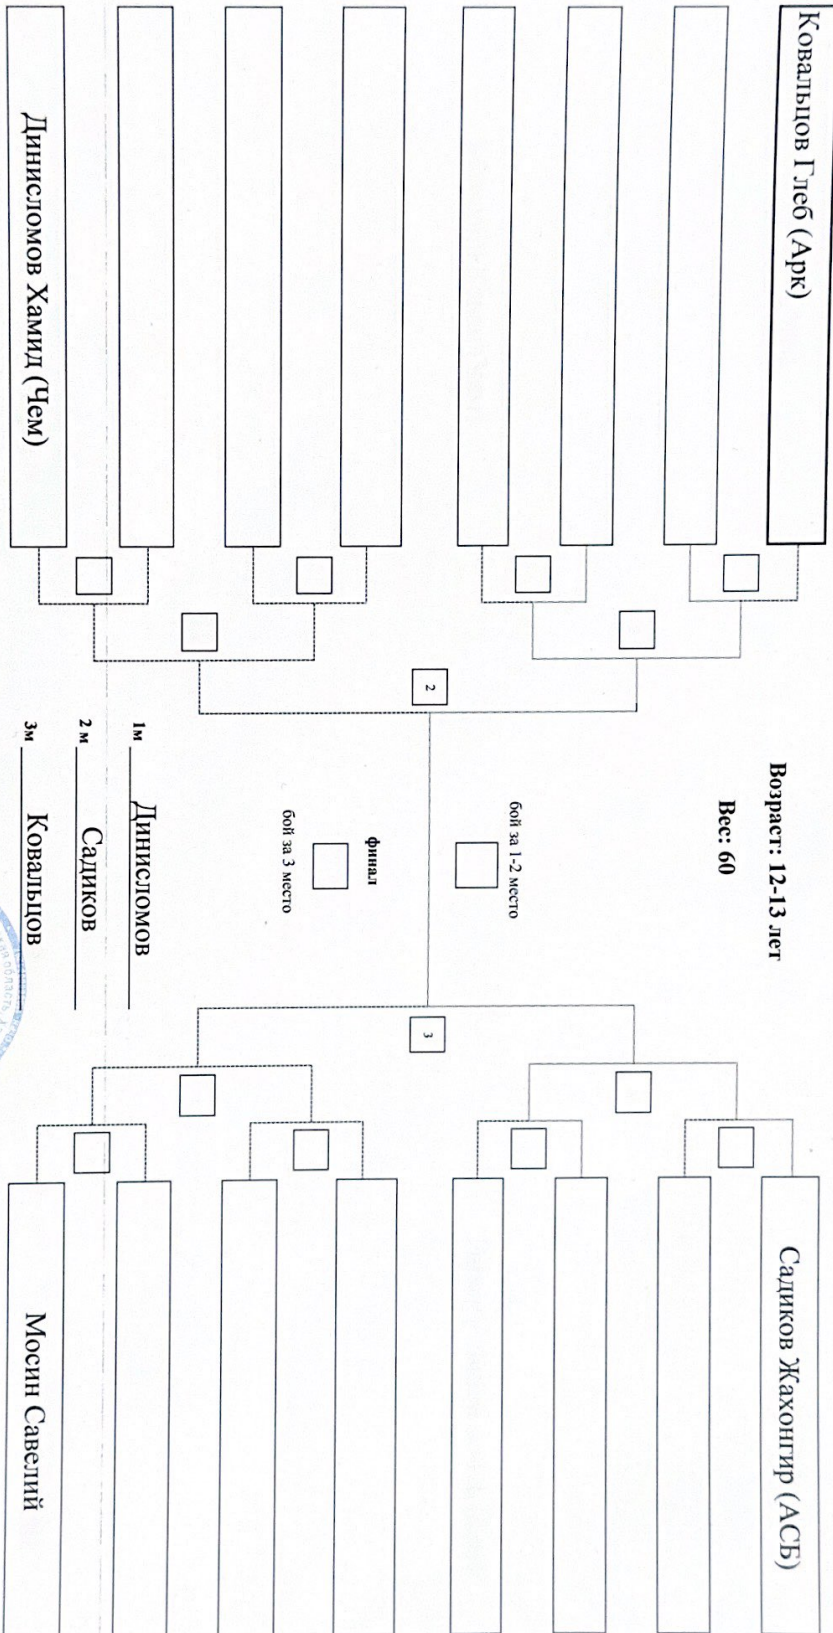 Ковальцов Глеб (Арк)
Динисломов Хамид (Чем)
Возраст: 12-13 лет
Вес: 60
2
бой за 1-2 место
финал
бой за 3 место
1м Динисломов
2 м Садиков
3м Ковальцов
3
Садиков Жахонгир (АСБ)
Мосин Савелий